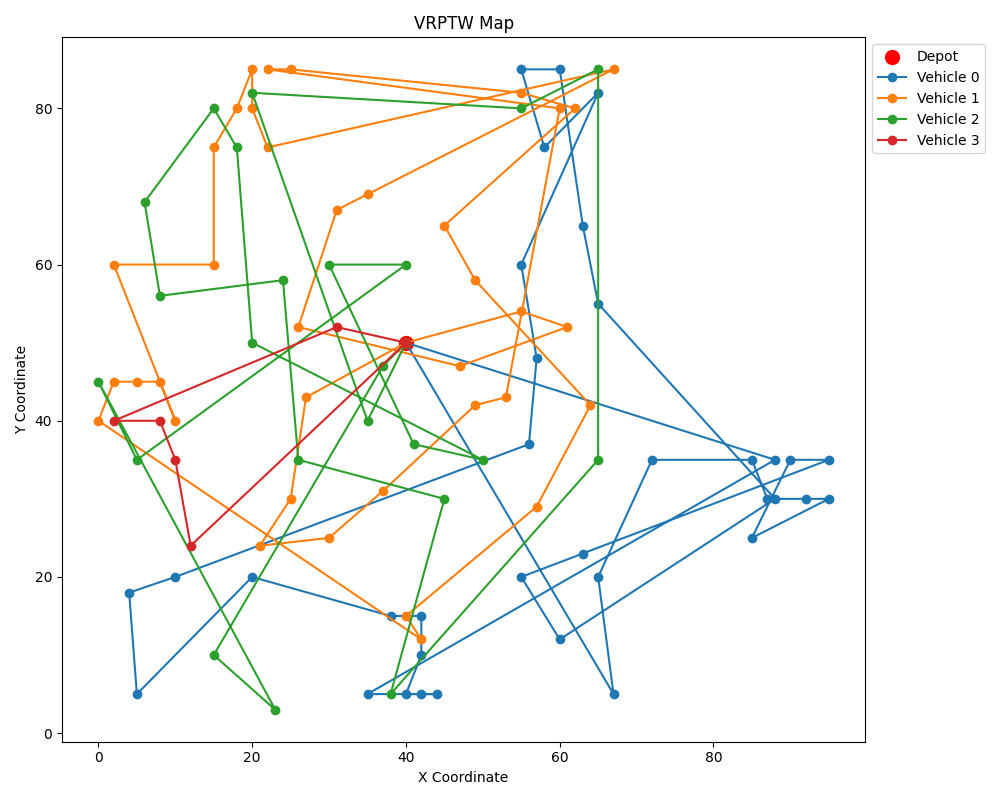 VRPTW Map
Depot
Vehicle 0
Vehicle 1
Vehicle 2
Vehicle 3
80
60
40
20
0
Y Coordinate
0 20 40 60 80
X Coordinate